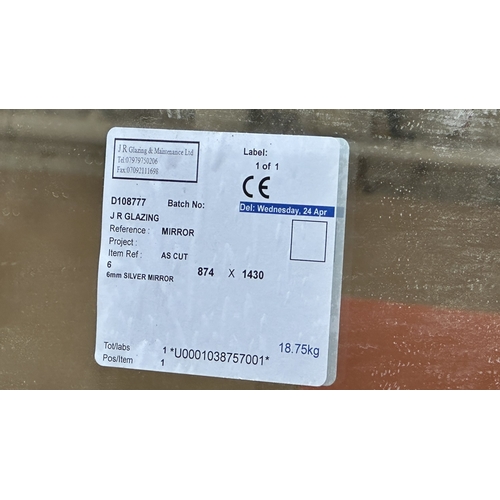 J R Glazing & Maintenance Ltd
Tel:07979750206
Fax:07092111698
Label:
1 of 1
CE
D108777 Batch No:
Del: Wednesday, 24 Apr
J R GLAZING
Reference : MIRROR
Project :
Item Ref : AS CUT
6 874 X 1430
6mm SILVER MIRROR
Tot/labs 1 *U0001038757001* 18.75kg
Pos/Item 1